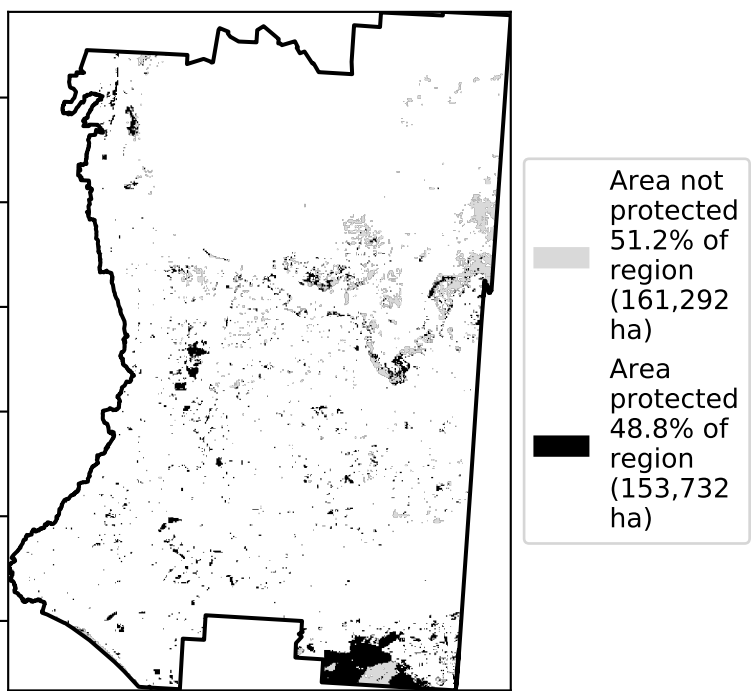 Area not
protected
51.2% of
region
(161,292
ha)
Area
protected
48.8% of
region
(153,732
ha)